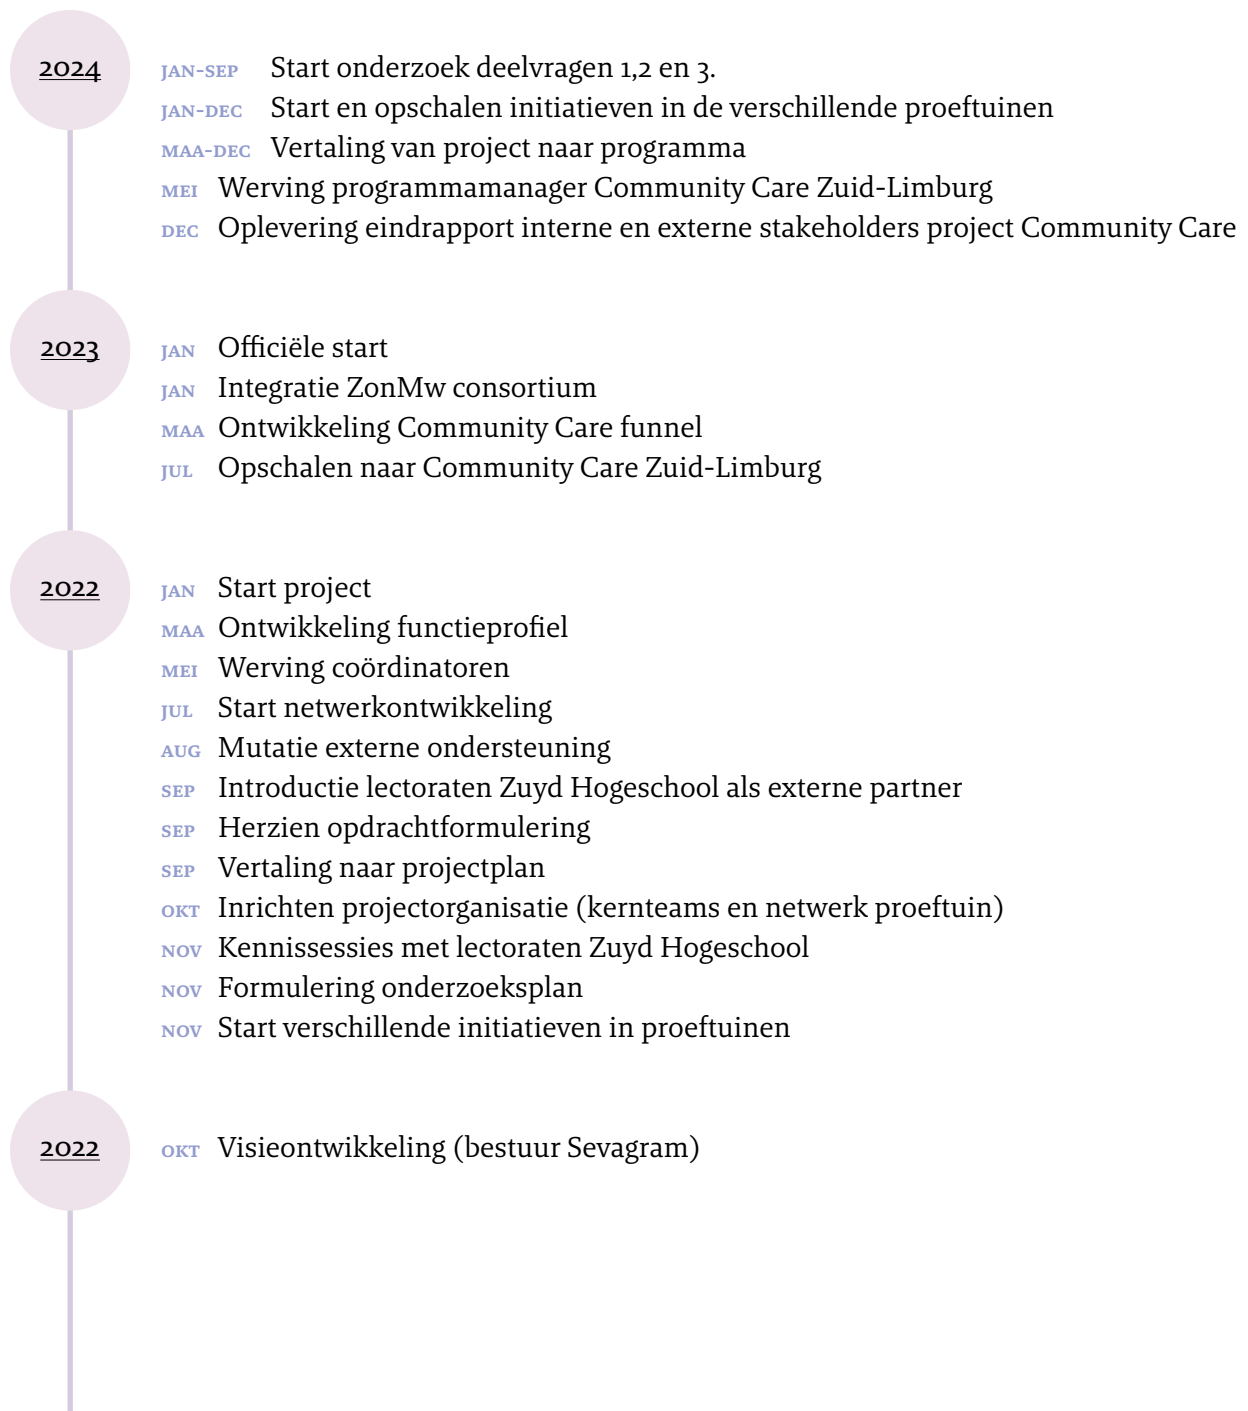 2024
JAN-SEP Start onderzoek deelvragen 1,2 en 3.
JAN-DEC Start en opschalen initiatieven in de verschillende proeftuinen
MAA-DEC Vertaling van project naar programma
MEI Werving programmamanager Community Care Zuid-Limburg
DEC Oplevering eindrapport interne en externe stakeholders project Community Care
2023
JAN Officiële start
JAN Integratie ZonMw consortium
MAA Ontwikkeling Community Care funnel
JUL Opschalen naar Community Care Zuid-Limburg
2022
JAN Start project
MAA Ontwikkeling functieprofiel
MEI Werving coördinatoren
JUL Start netwerkontwikkeling
AUG Mutatie externe ondersteuning
SEP Introductie lectoraten Zuyd Hogeschool als externe partner
SEP Herzien opdrachtformulering
SEP Vertaling naar projectplan
OKT Inrichten projectorganisatie (kernteams en netwerk proeftuin)
NOV Kennissessies met lectoraten Zuyd Hogeschool
NOV Formulering onderzoeksplan
NOV Start verschillende initiatieven in proeftuinen
2022
OKT Visieontwikkeling (bestuur Sevagram)